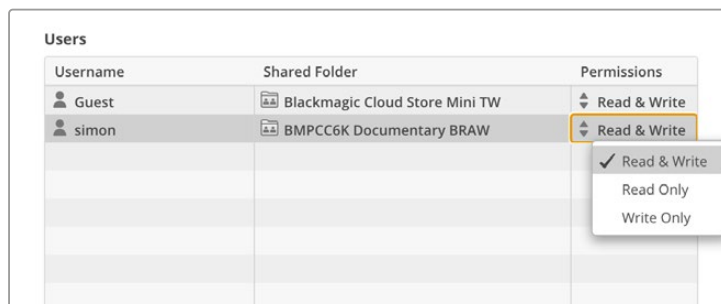 Users
Username Shared Folder Permissions
Guest Blackmagic Cloud Store Mini TW Read & Write
simon BMPCC6K Documentary BRAW Read & Write
Read & Write
Read Only
Write Only